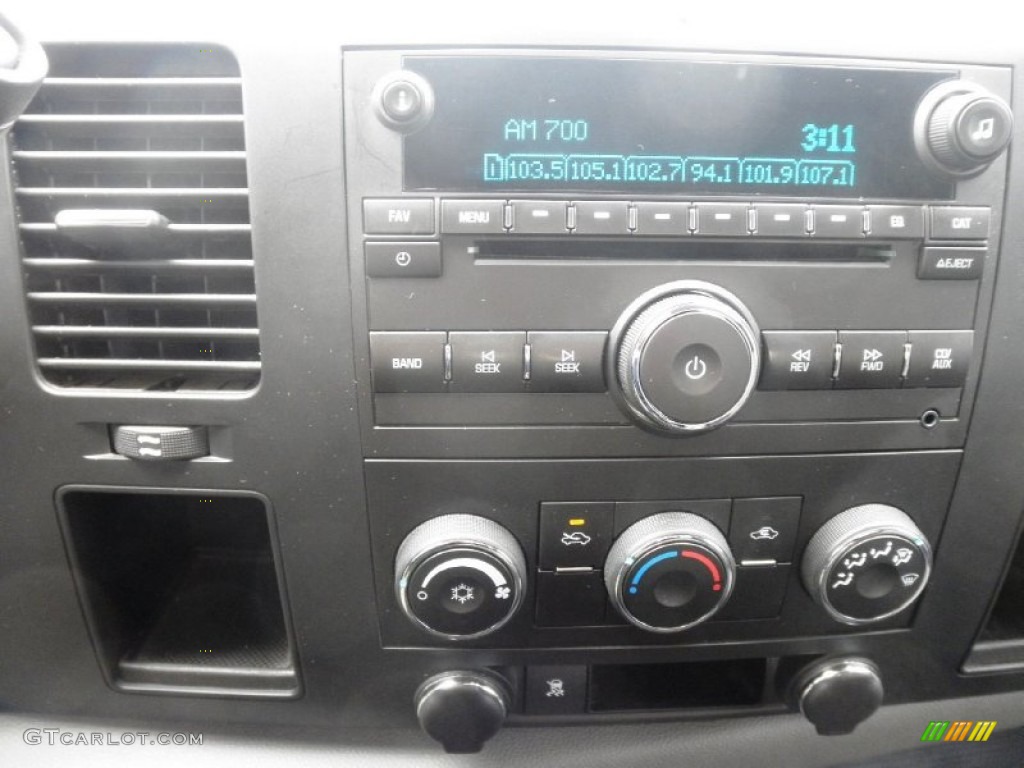 AM 700
3:11
1 103.5 105.1 102.7 94.1 101.9 107.1
FAV
MENU
EQ
CAT
EJECT
BAND
SEEK
SEEK
REV
FWD
CD/
AUX
GTCARLOT.COM